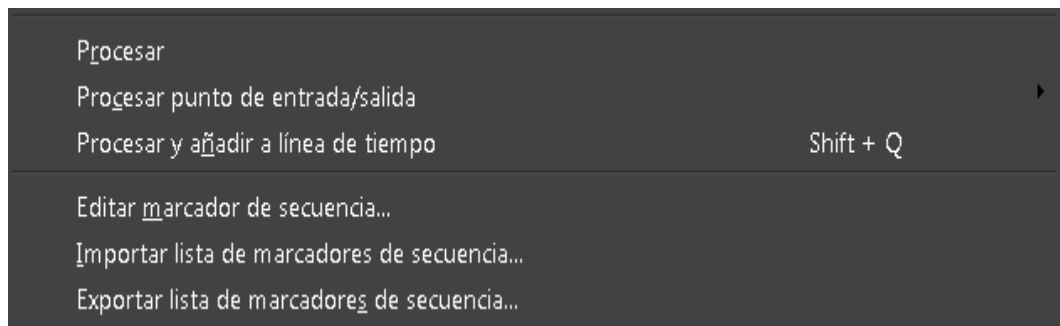 Procesar
Procesar punto de entrada/salida
Procesar y añadir a línea de tiempo Shift + Q
Editar marcador de secuencia...
Importar lista de marcadores de secuencia...
Exportar lista de marcadores de secuencia...